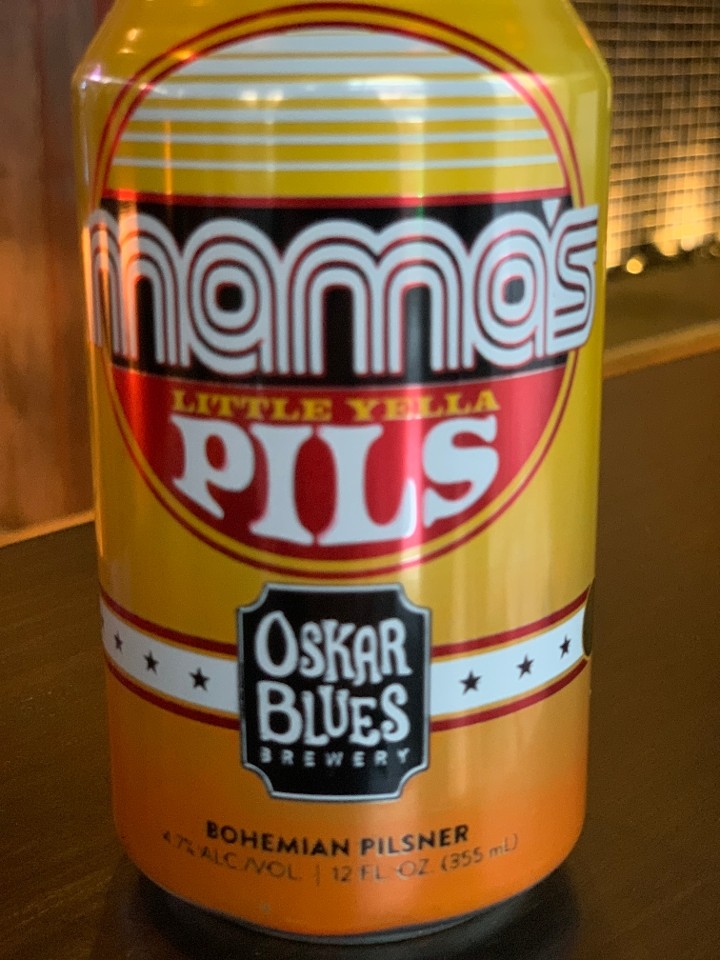 mama's
LITTLE YELLA
PILS
OSKAR
BLUES
BREWERY
BOHEMIAN PILSNER
4.7% ALC./VOL. | 12 FL. OZ. (355 mL)